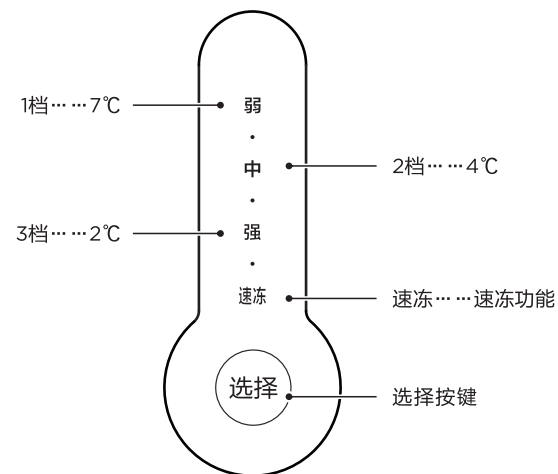 1档⋯ ⋯7℃
弱
·
中
2档⋯ ⋯4℃
·
3档⋯ ⋯2℃
强
·
速冻
速冻⋯ ⋯速冻功能
选择
选择按键